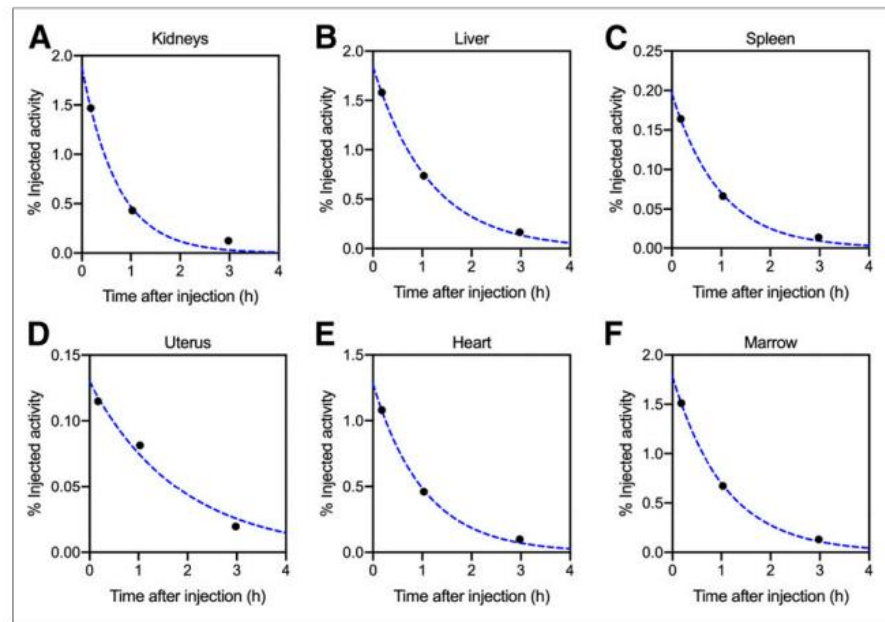 A
Kidneys
% Injected activity
2.0
1.5
1.0
0.5
0.0
0 1 2 3 4
Time after injection (h)
B
Liver
% Injected activity
2.0
1.5
1.0
0.5
0.0
0 1 2 3 4
Time after injection (h)
C
Spleen
% Injected activity
0.25
0.20
0.15
0.10
0.05
0.00
0 1 2 3 4
Time after injection (h)
D
Uterus
% Injected activity
0.15
0.10
0.05
0.00
0 1 2 3 4
Time after injection (h)
E
Heart
% Injected activity
1.5
1.0
0.5
0.0
0 1 2 3 4
Time after injection (h)
F
Marrow
% Injected activity
2.0
1.5
1.0
0.5
0.0
0 1 2 3 4
Time after injection (h)